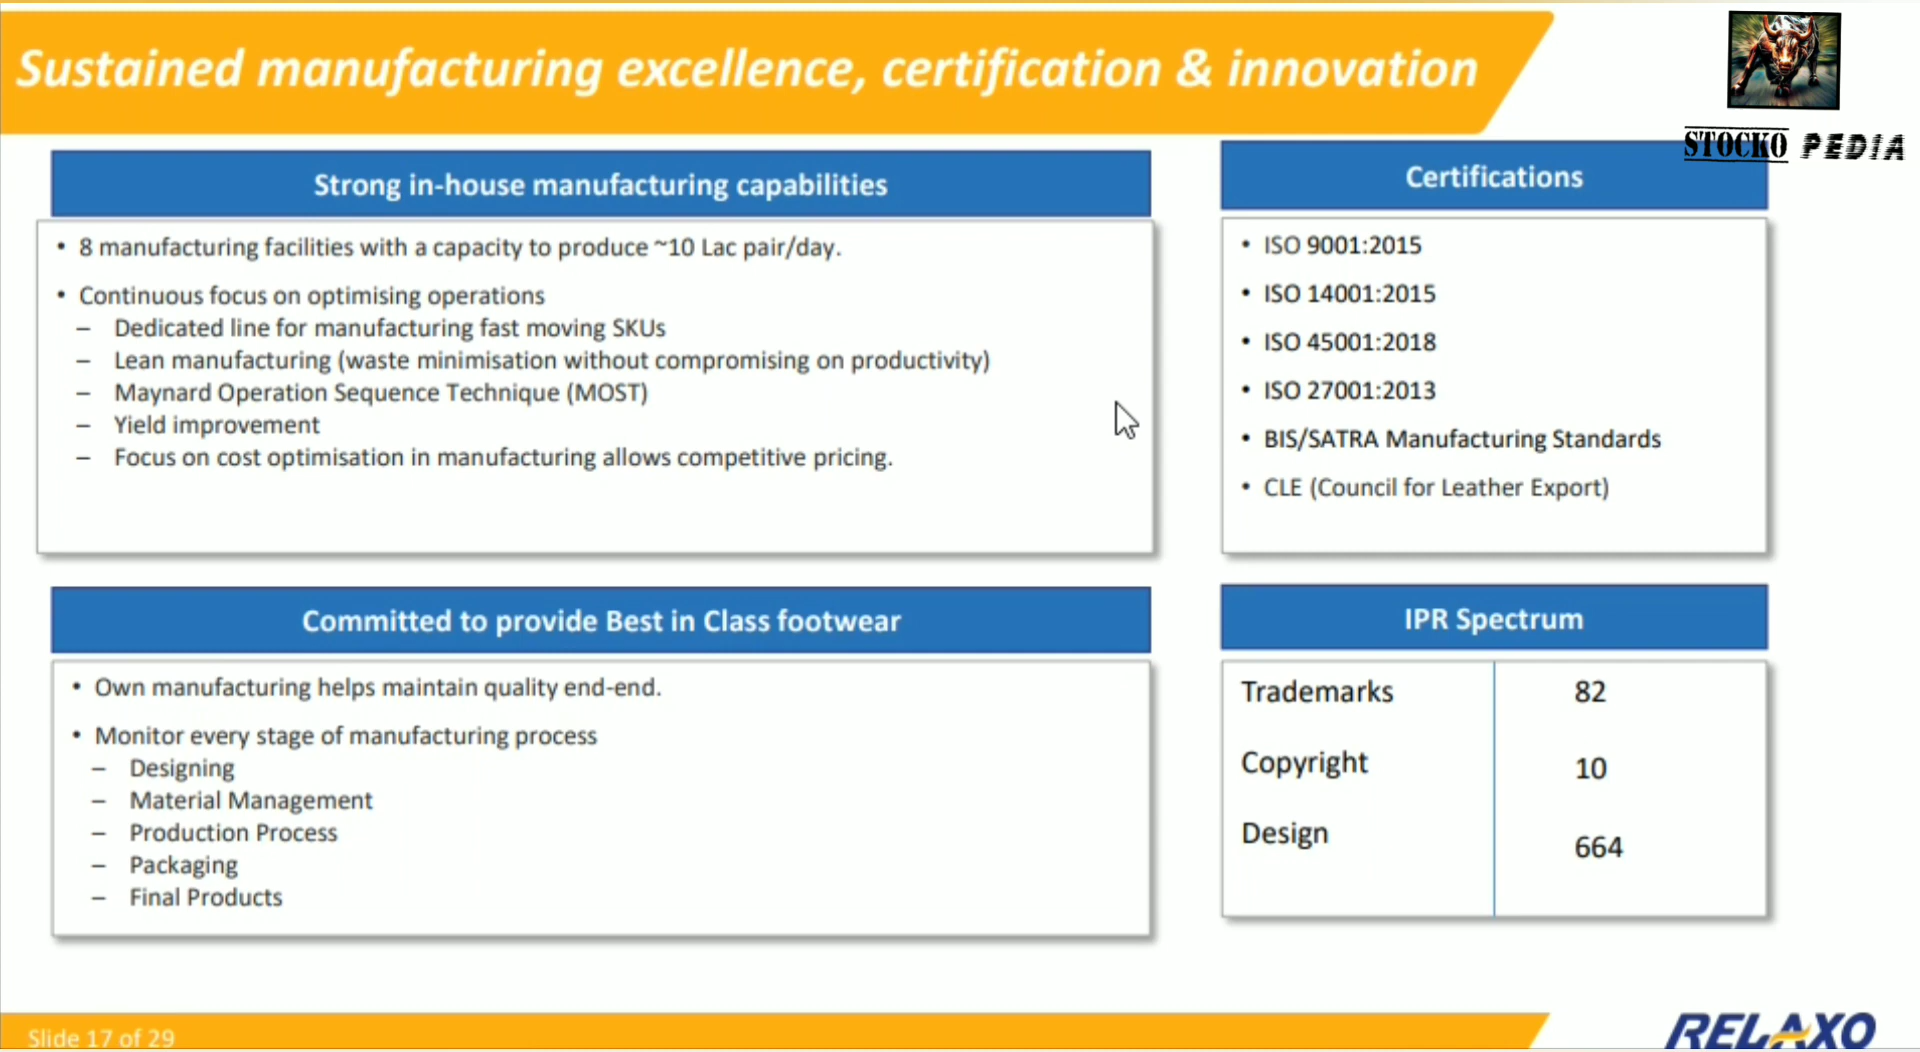 Sustained manufacturing excellence, certification & innovation
STOCKO PEDIA
Strong in-house manufacturing capabilities
• 8 manufacturing facilities with a capacity to produce ~10 Lac pair/day.
• Continuous focus on optimising operations
– Dedicated line for manufacturing fast moving SKUs
– Lean manufacturing (waste minimisation without compromising on productivity)
– Maynard Operation Sequence Technique (MOST)
– Yield improvement
– Focus on cost optimisation in manufacturing allows competitive pricing.
Certifications
• ISO 9001:2015
• ISO 14001:2015
• ISO 45001:2018
• ISO 27001:2013
• BIS/SATRA Manufacturing Standards
• CLE (Council for Leather Export)
Committed to provide Best in Class footwear
• Own manufacturing helps maintain quality end-end.
• Monitor every stage of manufacturing process
– Designing
– Material Management
– Production Process
– Packaging
– Final Products
IPR Spectrum
Trademarks 82
Copyright 10
Design 664
Slide 17 of 29
RELAXO